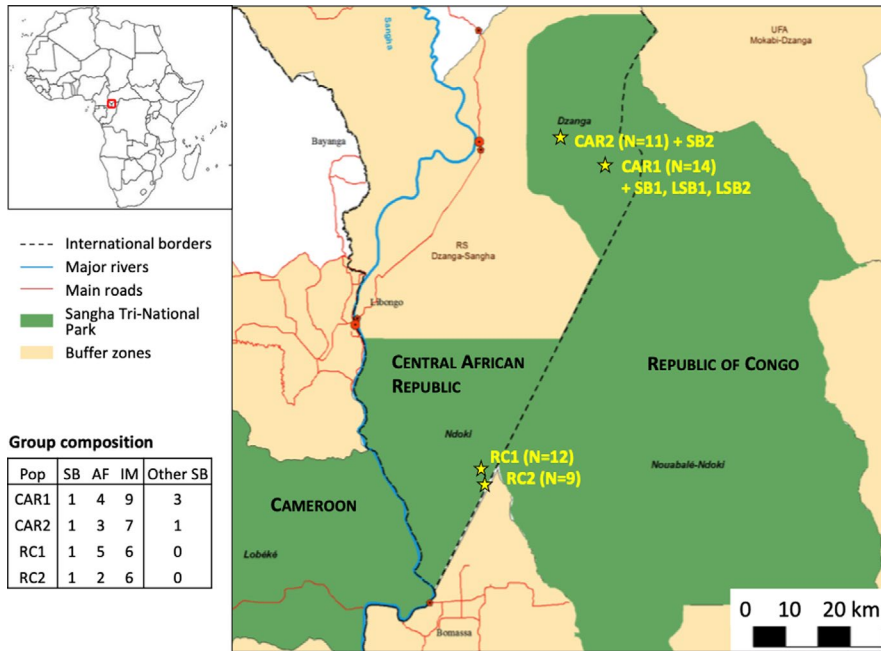 International borders
Major rivers
Main roads
Sangha Tri-National
Park
Buffer zones
Group composition
Pop SB AF IM Other SB
CAR1 1 4 9 3
CAR2 1 3 7 1
RC1 1 5 6 0
RC2 1 2 6 0
Sangha
UFA
Mokabi-Dzanga
Bayanga
Dzanga
CAR2 (N=11) + SB2
CAR1 (N=14)
+ SB1, LSB1, LSB2
RS
Dzanga-Sangha
Libongo
CENTRAL AFRICAN
REPUBLIC
REPUBLIC OF CONGO
Ndoki
RC1 (N=12)
RC2 (N=9)
Nouabalé-Ndoki
CAMEROON
Lobéké
Bomassa
0 10 20 km